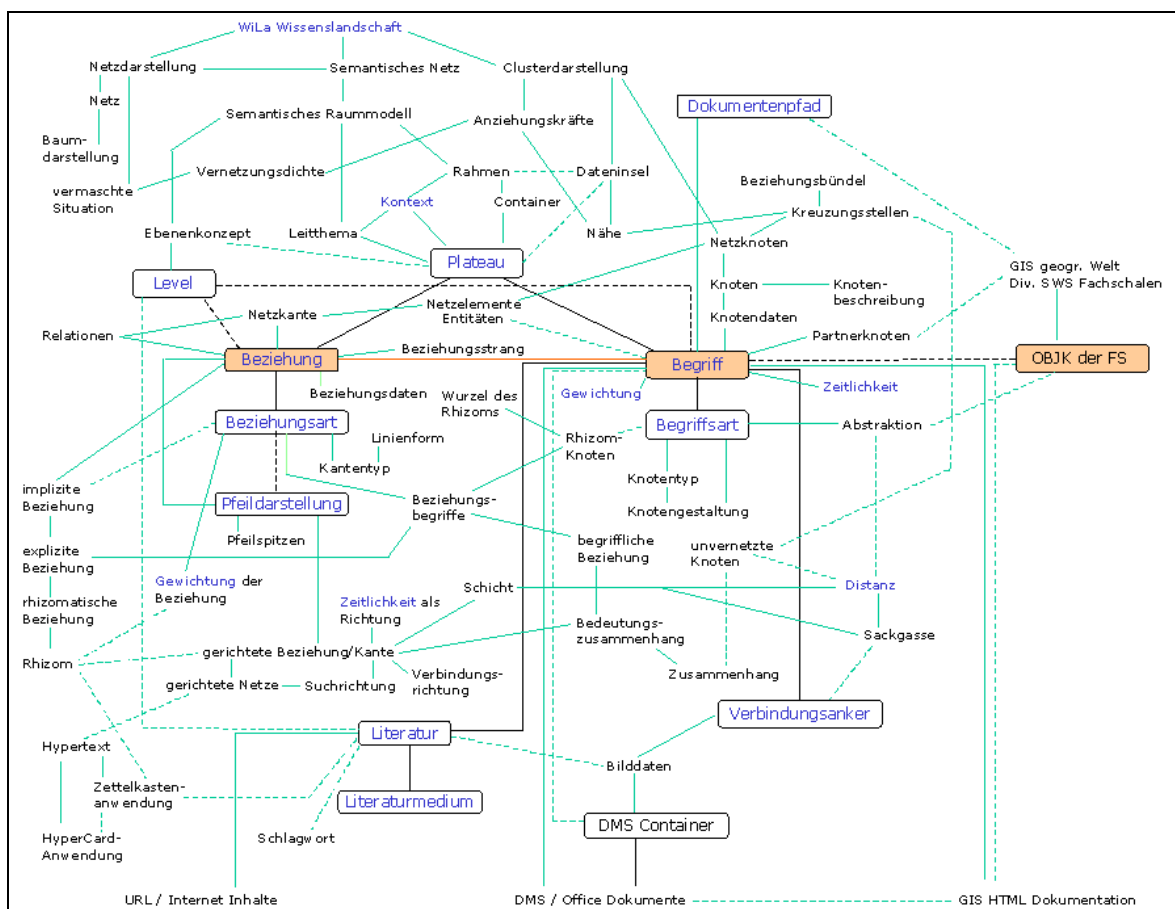 WiLa Wissenslandschaft
Netzdarstellung
Semantisches Netz
Clusterdarstellung
Netz
Dokumentenpfad
Semantisches Raummodell
Anziehungskräfte
Baum-
darstellung
Vernetzungsdichte
Rahmen
Dateninsel
Beziehungsbündel
vermaschte
Situation
Kontext
Container
Kreuzungsstellen
Ebenenkonzept
Leitthema
Nähe
Netzknoten
Plateau
Level
GIS geogr. Welt
Div. SWS Fachschalen
Knoten
Knoten-
beschreibung
Netzelemente
Entitäten
Netzkante
Knotendaten
Relationen
Partnerknoten
Beziehung
Beziehungsstrang
Begriff
OBJK der FS
Beziehungsdaten
Wurzel des
Rhizoms
Gewichtung
Zeitlichkeit
Beziehungsart
Linienform
Begriffsart
Abstraktion
Rhizom-
Knoten
Kantentyp
Knotentyp
implizite
Beziehung
Pfeildarstellung
Beziehungs-
begriffe
Knotengestaltung
Pfeilspitzen
explizite
Beziehung
begriffliche
Beziehung
unvernetzte
Knoten
Gewichtung der
Beziehung
Schicht
Distanz
rhizomatische
Beziehung
Zeitlichkeit als
Richtung
Bedeutungs-
zusammenhang
Sackgasse
Rhizom
gerichtete Beziehung/Kante
Zusammenhang
gerichtete Netze
Suchrichtung
Verbindungs-
richtung
Verbindungsanker
Literatur
Hypertext
Bilddaten
Zettelkasten-
anwendung
Literaturmedium
DMS Container
HyperCard-
Anwendung
Schlagwort
URL / Internet Inhalte
DMS / Office Dokumente
GIS HTML Dokumentation